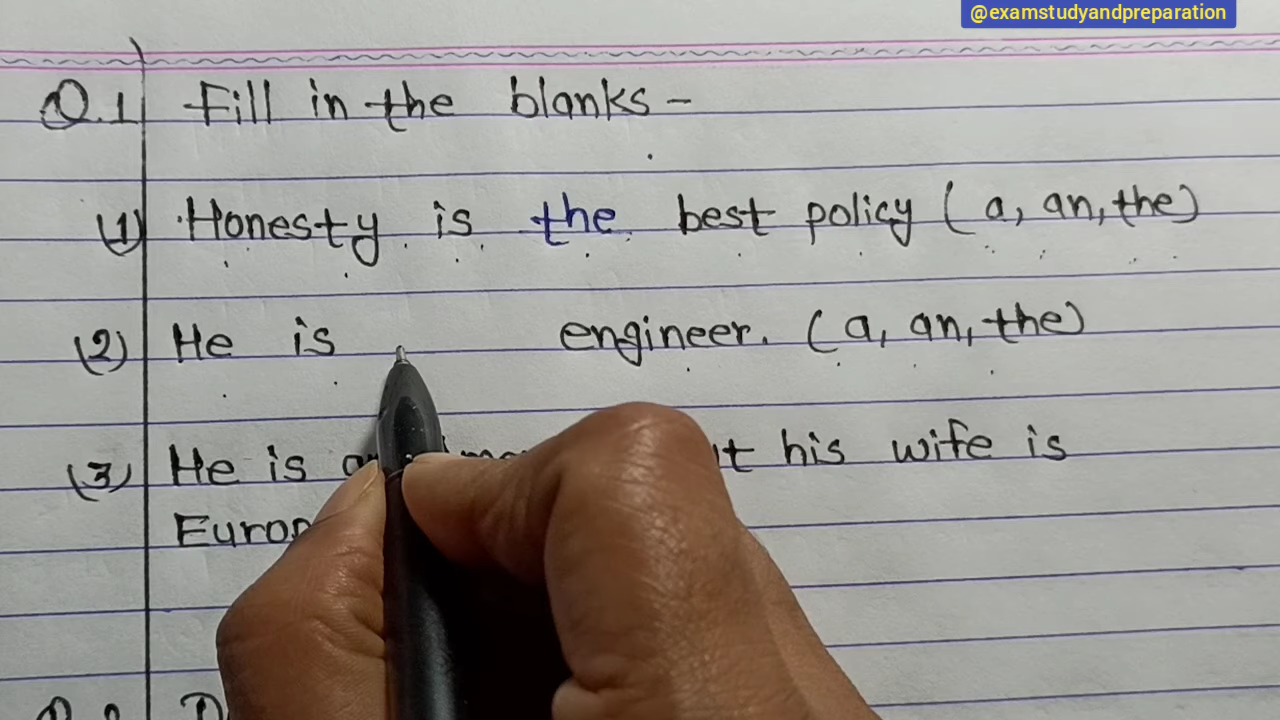 @examstudyandpreparation
Q.1 Fill in the blanks -
(1) Honesty is the best policy (a, an, the)
(2) He is engineer. (a, an, the)
(3) He is his wife is